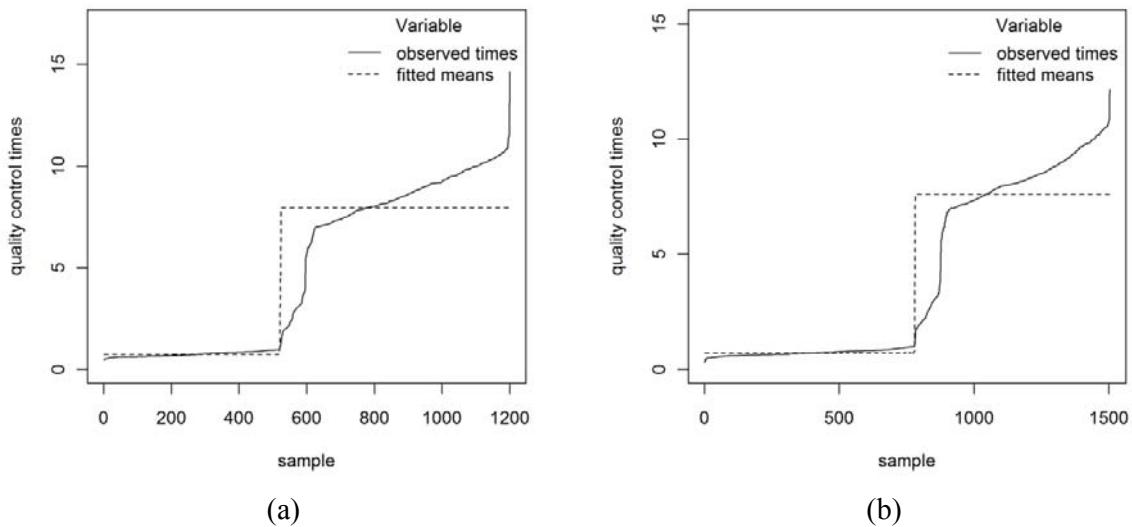 Variable
observed times
fitted means
quality control times
15
10
5
0
0 200 400 600 800 1000 1200
sample
(a)
Variable
observed times
fitted means
quality control times
15
10
5
0
0 500 1000 1500
sample
(b)